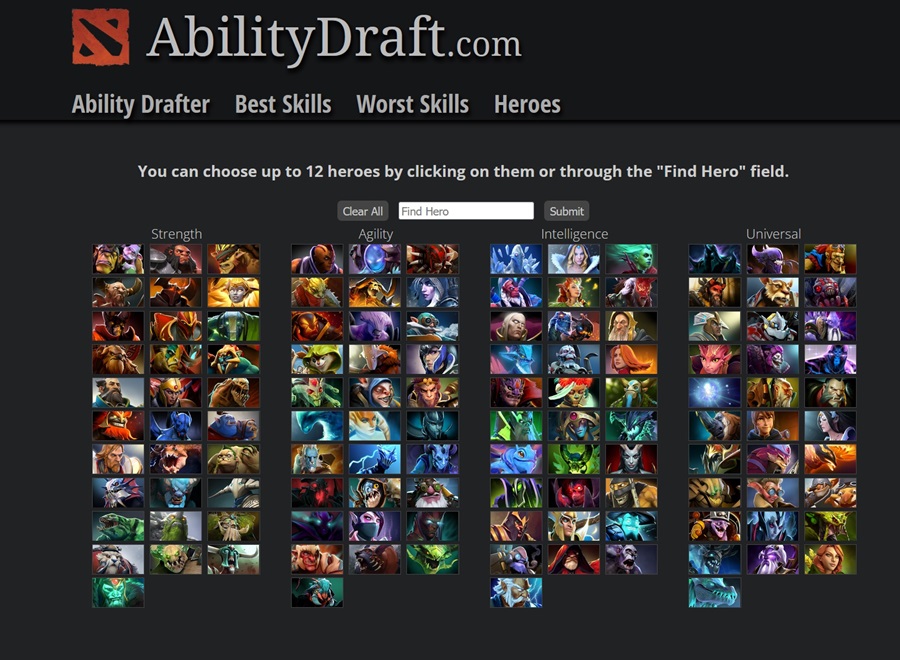 AbilityDraft.com
Ability Drafter Best Skills Worst Skills Heroes
You can choose up to 12 heroes by clicking on them or through the "Find Hero" field.
Clear All Find Hero Submit
Strength Agility Intelligence Universal